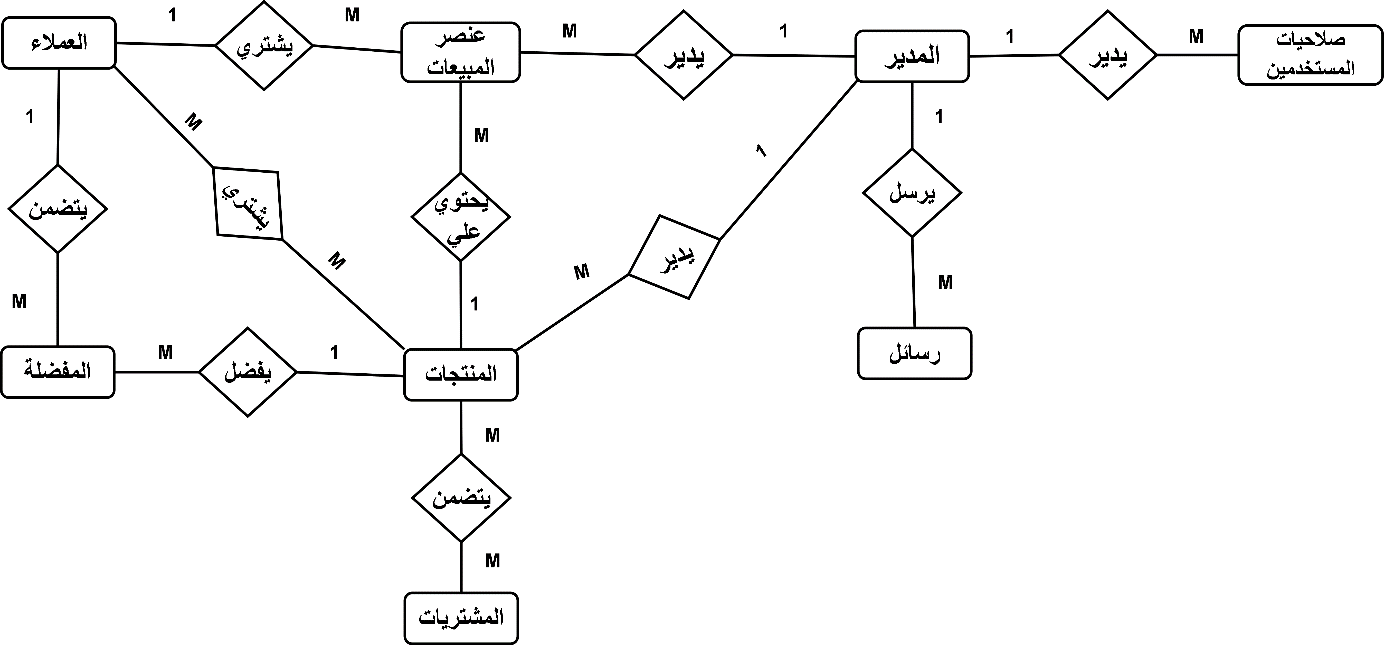 العملاء
1
يشتري
M
عنصر
المبيعات
M
يدير
1
المدير
1
يدير
M
صلاحيات
المستخدمين
1
M
M
1
1
يتضمن
يشتري
يحتوي
علي
يدير
يرسل
M
M
1
M
M
المفضلة
M
يفضل
1
المنتجات
رسائل
M
يتضمن
M
المشتريات